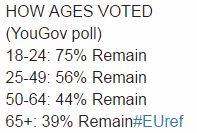 HOW AGES VOTED
(YouGov poll)
18-24: 75% Remain
25-49: 56% Remain
50-64: 44% Remain
65+: 39% Remain#EUref